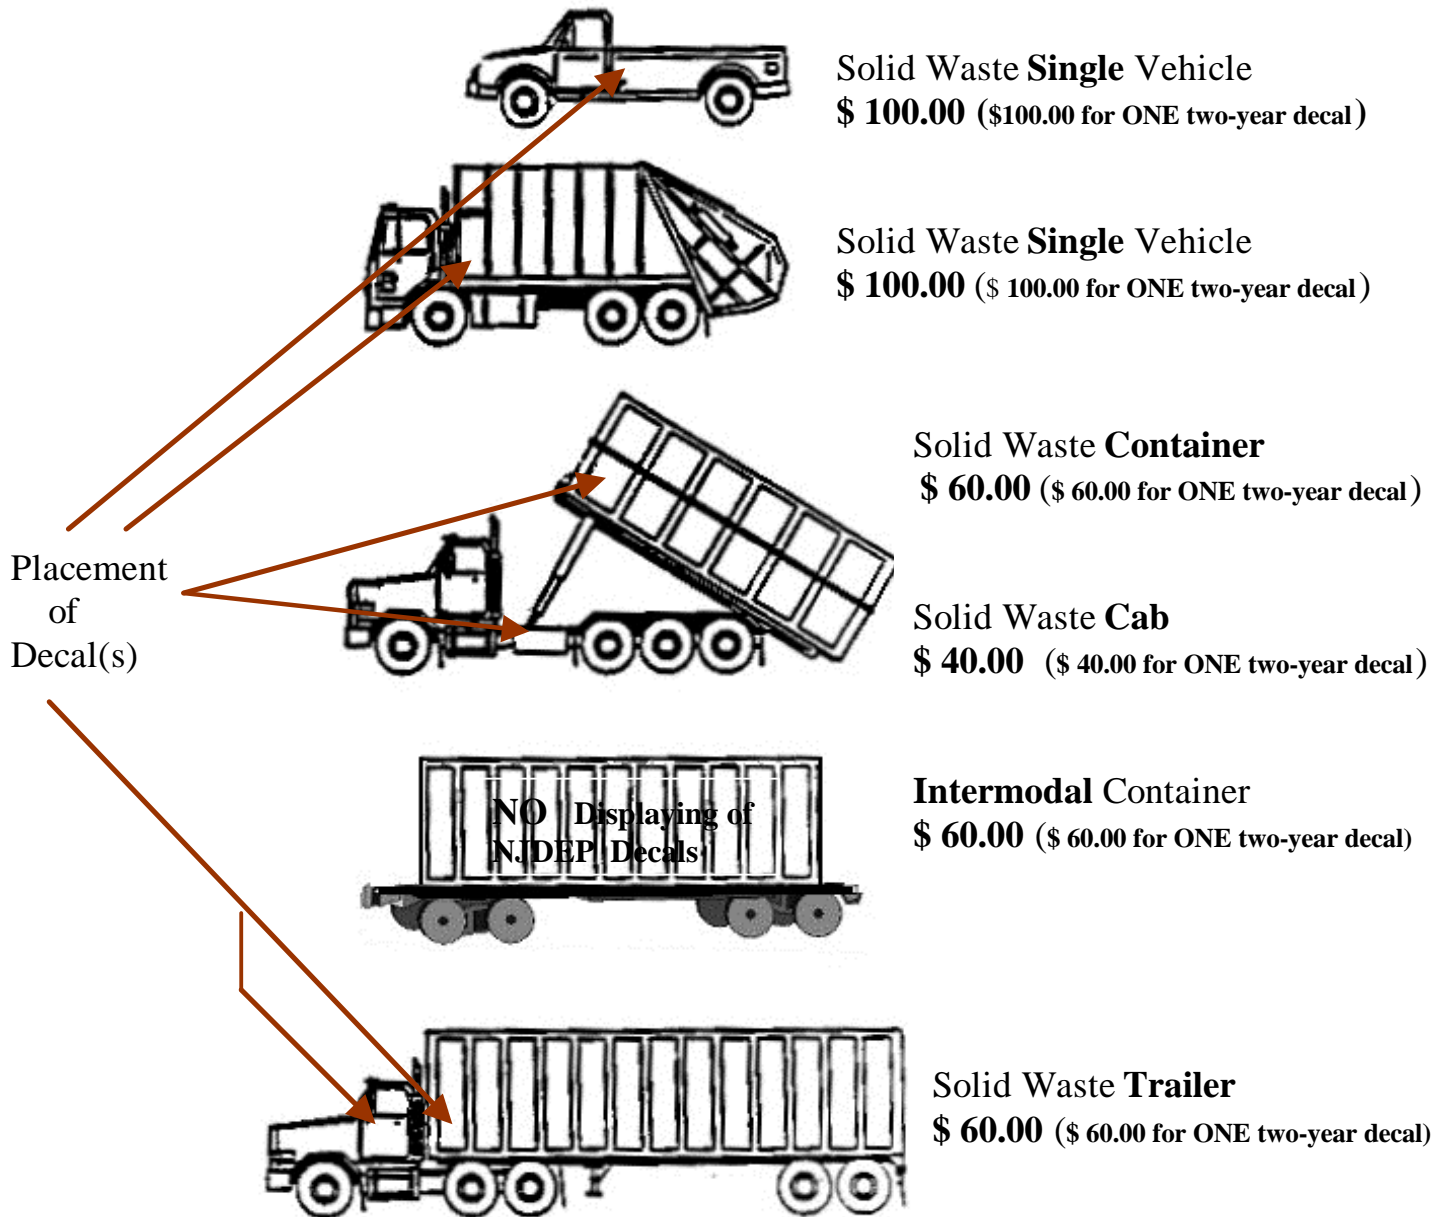 Solid Waste Single Vehicle
$ 100.00 ($100.00 for ONE two-year decal)
Solid Waste Single Vehicle
$ 100.00 ($ 100.00 for ONE two-year decal)
Solid Waste Container
$ 60.00 ($ 60.00 for ONE two-year decal)
Placement
of
Decal(s)
Solid Waste Cab
$ 40.00 ($ 40.00 for ONE two-year decal)
Intermodal Container
$ 60.00 ($ 60.00 for ONE two-year decal)
NO Displaying of
NJDEP Decals
Solid Waste Trailer
$ 60.00 ($ 60.00 for ONE two-year decal)